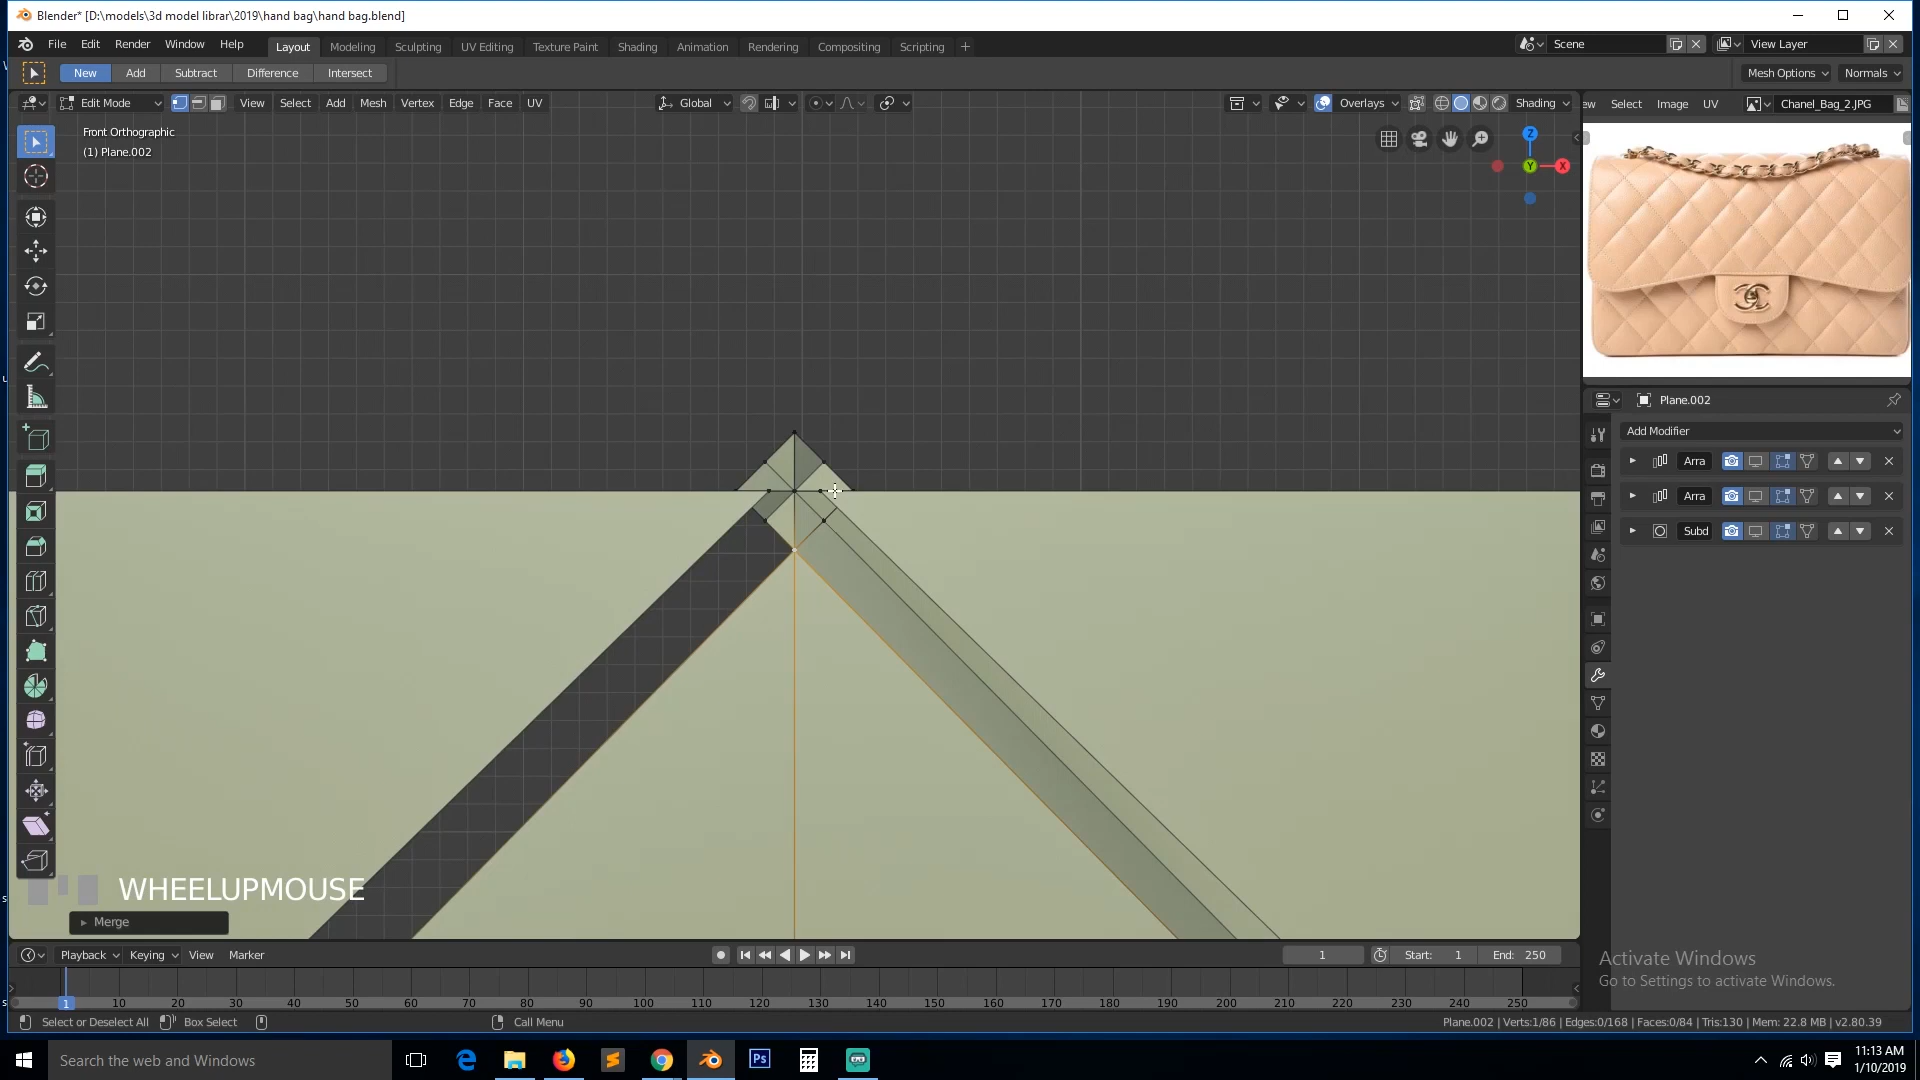 Blender* [D:\models\3d model librar\2019\hand bag\hand bag.blend]
File Edit Render Window Help Layout Modeling Sculpting UV Editing Texture Paint Shading Animation Rendering Compositing Scripting + Scene View Layer
New Add Subtract Difference Intersect Mesh Options Normals
Edit Mode View Select Add Mesh Vertex Edge Face UV Global Overlays Shading ew Select Image UV Chanel_Bag_2.JPG
Front Orthographic
(1) Plane.002
Z
Y X
Plane.002
Add Modifier
Arra
Arra
Subd
WHEELUPMOUSE
Merge
Playback Keying View Marker 1 Start: 1 End: 250
Activate Windows
Go to Settings to activate Windows.
1 10 20 30 40 50 60 70 80 90 100 110 120 130 140 150 160 170 180 190 200 210 220 230 240 250
Select or Deselect All Box Select Call Menu Plane.002 | Verts:1/86 | Edges:0/168 | Faces:0/84 | Tris:130 | Mem: 22.8 MB | v2.80.39
Search the web and Windows Ps 11:13 AM
1/10/2019